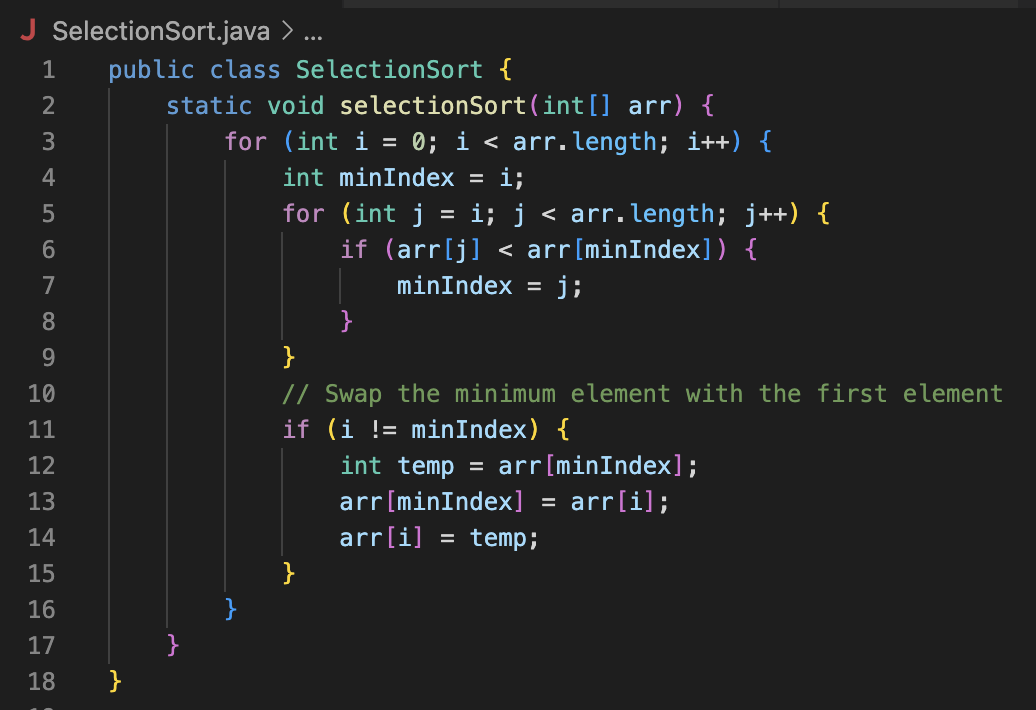 J SelectionSort.java > ...
1 public class SelectionSort {
2     static void selectionSort(int[] arr) {
3         for (int i = 0; i < arr.length; i++) {
4             int minIndex = i;
5             for (int j = i; j < arr.length; j++) {
6                 if (arr[j] < arr[minIndex]) {
7                     minIndex = j;
8                 }
9             }
10             // Swap the minimum element with the first element
11             if (i != minIndex) {
12                 int temp = arr[minIndex];
13                 arr[minIndex] = arr[i];
14                 arr[i] = temp;
15             }
16         }
17     }
18 }